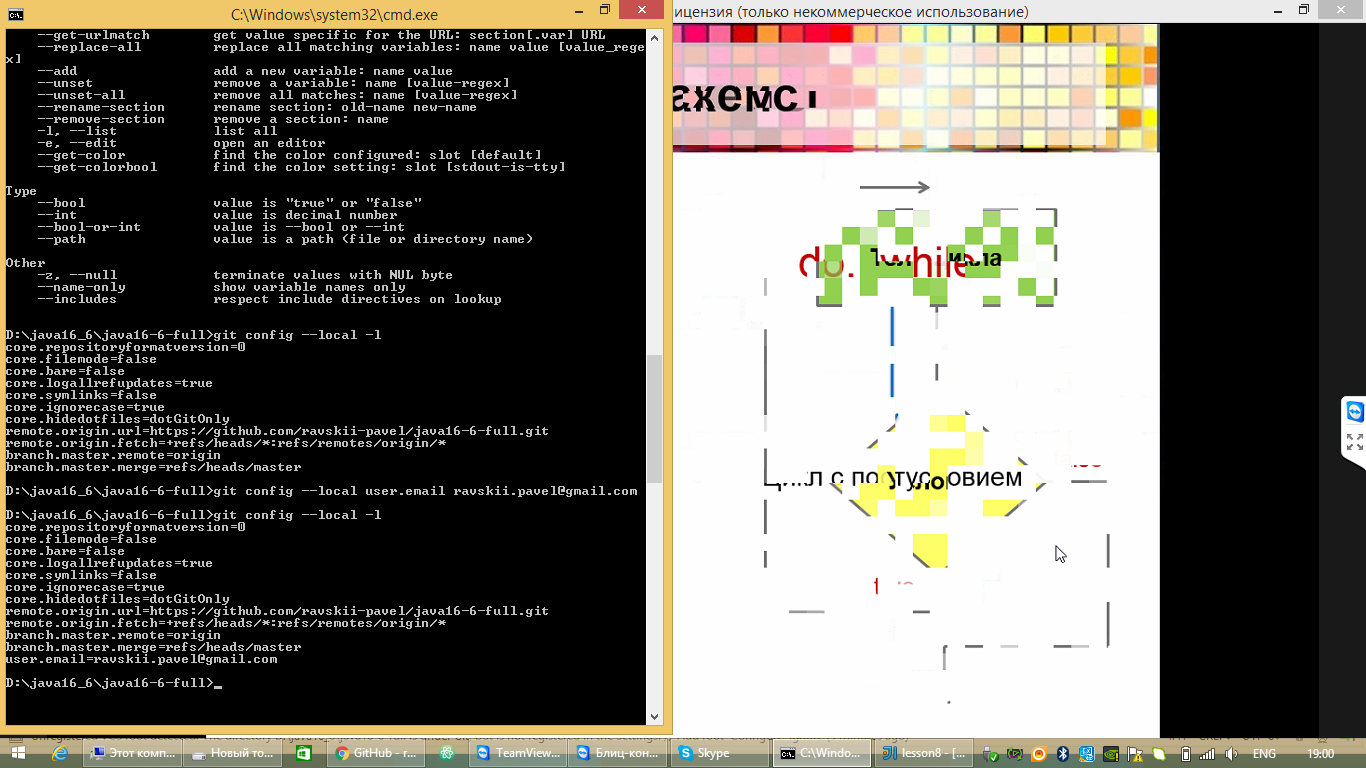 C:\Windows\system32\cmd.exe
--get-urlmatch get value specific for the URL: section[.var] URL
--replace-all replace all matching variables: name value [value_rege
x]
--add add a new variable: name value
--unset remove a variable: name [value-regex]
--unset-all remove all matches: name [value-regex]
--rename-section rename section: old-name new-name
--remove-section remove a section: name
-l, --list list all
-e, --edit open an editor
--get-color find the color configured: slot [default]
--get-colorbool find the color setting: slot [stdout-is-tty]
Type
--bool value is "true" or "false"
--int value is decimal number
--bool-or-int value is --bool or --int
--path value is a path (file or directory name)
Other
-z, --null terminate values with NUL byte
--name-only show variable names only
--includes respect include directives on lookup
D:\java16_6\java16-6-full>git config --local -l
core.repositoryformatversion=0
core.filemode=false
core.bare=false
core.logallrefupdates=true
core.symlinks=false
core.ignorecase=true
core.hidedotfiles=dotGitOnly
remote.origin.url=https://github.com/ravskii-pavel/java16-6-full.git
remote.origin.fetch=+refs/heads/*:refs/remotes/origin/*
branch.master.remote=origin
branch.master.merge=refs/heads/master
D:\java16_6\java16-6-full>git config --local user.email ravskii.pavel@gmail.com
D:\java16_6\java16-6-full>git config --local -l
core.repositoryformatversion=0
core.filemode=false
core.bare=false
core.logallrefupdates=true
core.symlinks=false
core.ignorecase=true
core.hidedotfiles=dotGitOnly
remote.origin.url=https://github.com/ravskii-pavel/java16-6-full.git
remote.origin.fetch=+refs/heads/*:refs/remotes/origin/*
branch.master.remote=origin
branch.master.merge=refs/heads/master
user.email=ravskii.pavel@gmail.com
D:\java16_6\java16-6-full>_
ицензия (только некоммерческое использование)
while
Цикл с
овием
Этот комп...
Новый то...
GitHub - r...
TeamView...
Блиц-кон...
Skype
C:\Windo...
lesson8 - [...
ENG
19:00